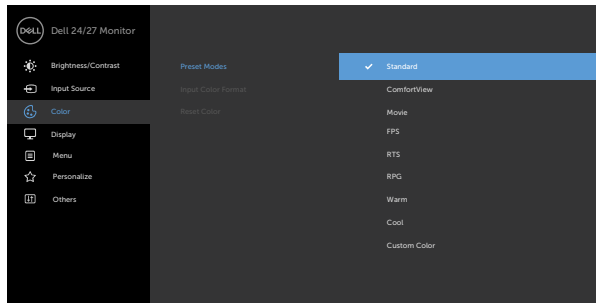 DELL Dell 24/27 Monitor
Brightness/Contrast
Input Source
Color
Display
Menu
Personalize
Others
Preset Modes
Input Color Format
Reset Color
Standard
ComfortView
Movie
FPS
RTS
RPG
Warm
Cool
Custom Color